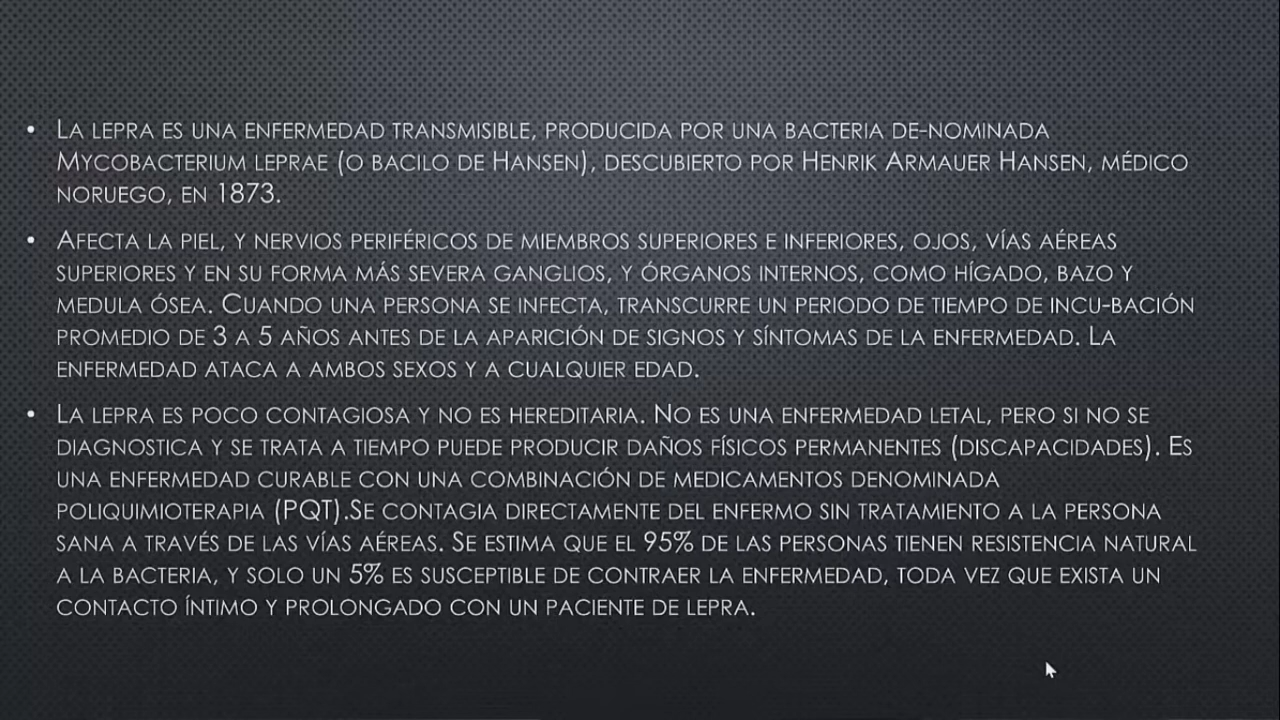 • La lepra es una enfermedad transmisible, producida por una bacteria de-nominada
Mycobacterium leprae (o bacilo de Hansen), descubierto por Henrik Armauer Hansen, médico
noruego, en 1873.
• Afecta la piel, y nervios periféricos de miembros superiores e inferiores, ojos, vías aéreas
superiores y en su forma más severa ganglios, y órganos internos, como hígado, bazo y
medula ósea. Cuando una persona se infecta, transcurre un periodo de tiempo de incu-bación
promedio de 3 a 5 años antes de la aparición de signos y síntomas de la enfermedad. La
enfermedad ataca a ambos sexos y a cualquier edad.
• La lepra es poco contagiosa y no es hereditaria. No es una enfermedad letal, pero si no se
diagnostica y se trata a tiempo puede producir daños físicos permanentes (discapacidades). Es
una enfermedad curable con una combinación de medicamentos denominada
poliquimioterapia (PQT).Se contagia directamente del enfermo sin tratamiento a la persona
sana a través de las vías aéreas. Se estima que el 95% de las personas tienen resistencia natural
a la bacteria, y solo un 5% es susceptible de contraer la enfermedad, toda vez que exista un
contacto íntimo y prolongado con un paciente de lepra.